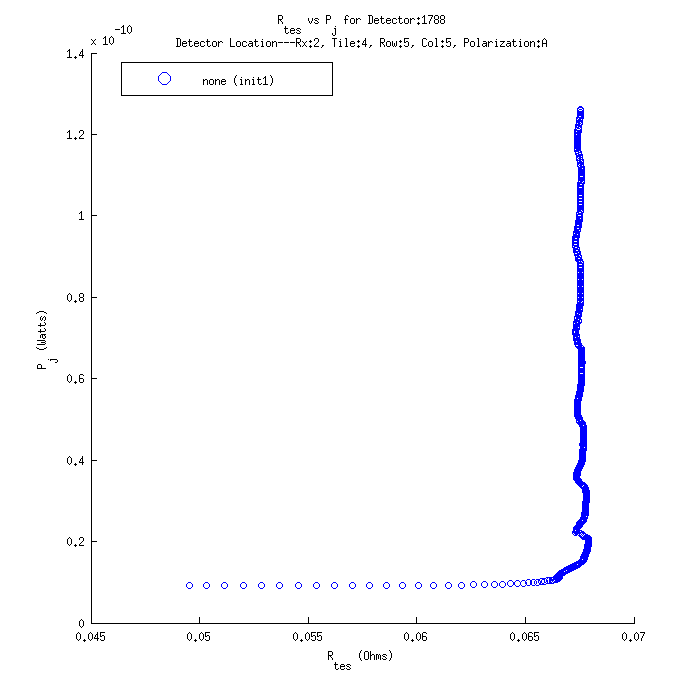 R_tes vs P_j for Detector:1788
Detector Location---Rx:2, Tile:4, Row:5, Col:5, Polarization:A
x 10^-10
none (init1)
1.4
1.2
1
0.8
0.6
0.4
0.2
0
P_j (Watts)
0.045 0.05 0.055 0.06 0.065 0.07
R_tes (Ohms)